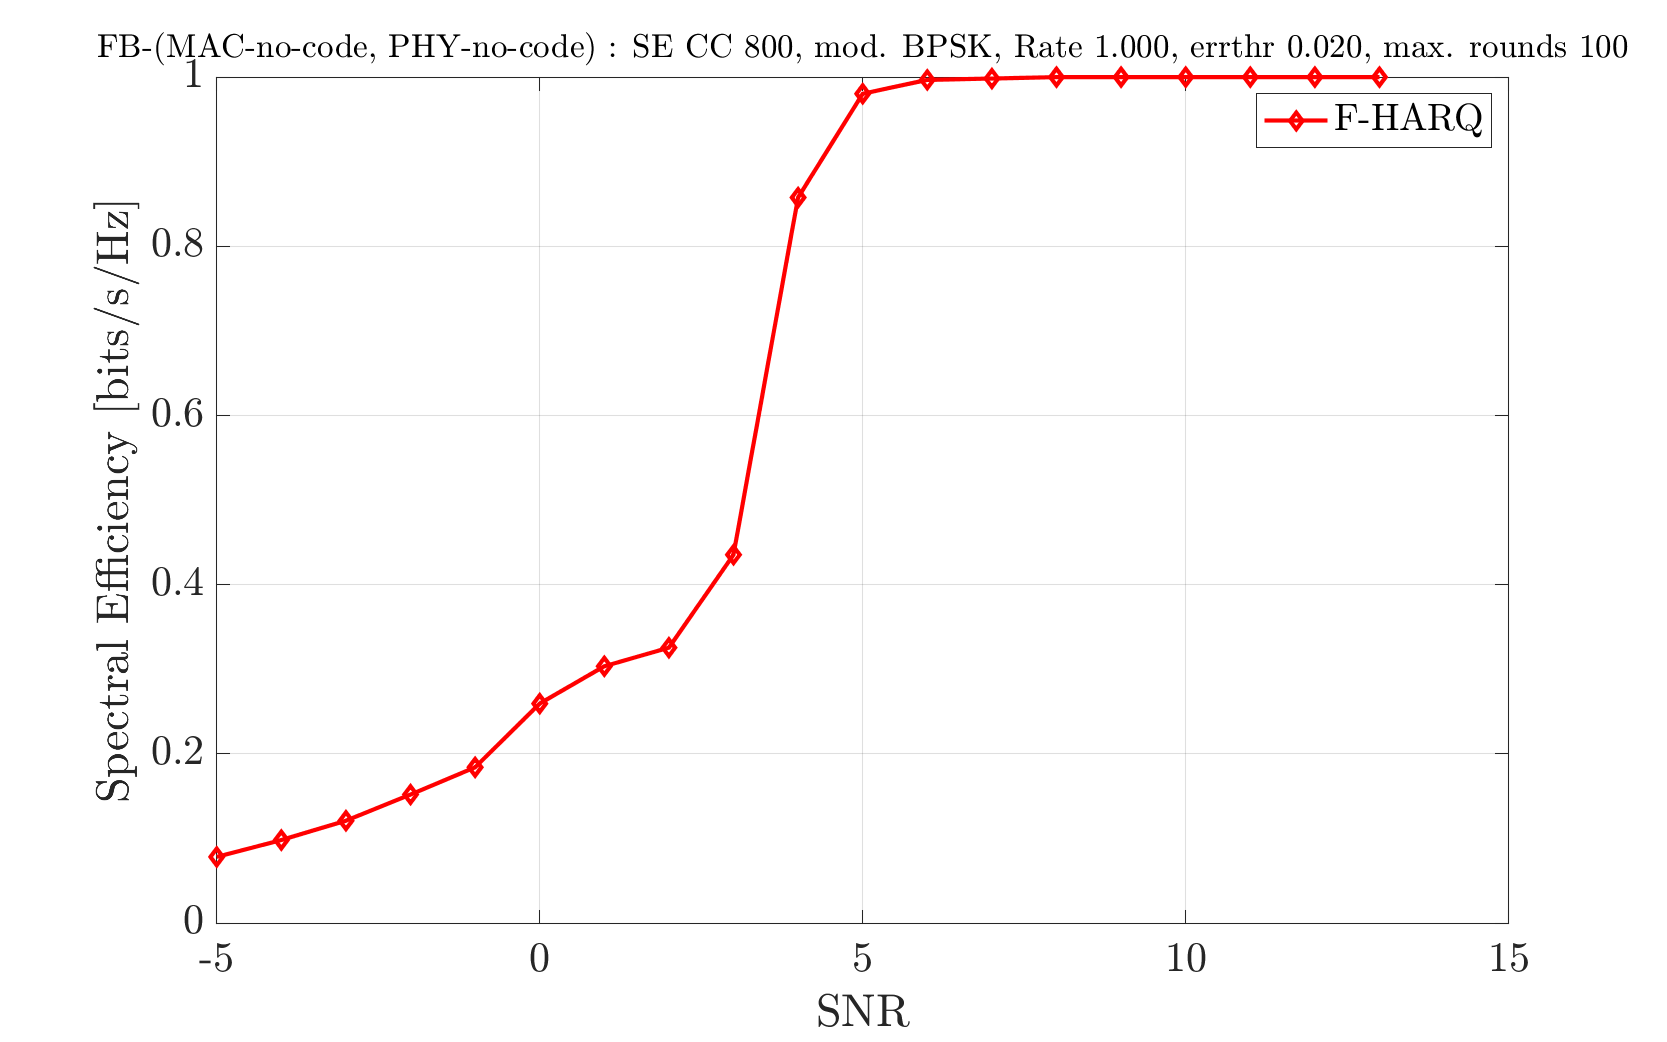 FB-(MAC-no-code, PHY-no-code) : SE CC 800, mod. BPSK, Rate 1.000, errthr 0.020, max. rounds 100
1
F-HARQ
0.8
0.6
0.4
0.2
0
Spectral Efficiency [bits/s/Hz]
-5 0 5 10 15
SNR